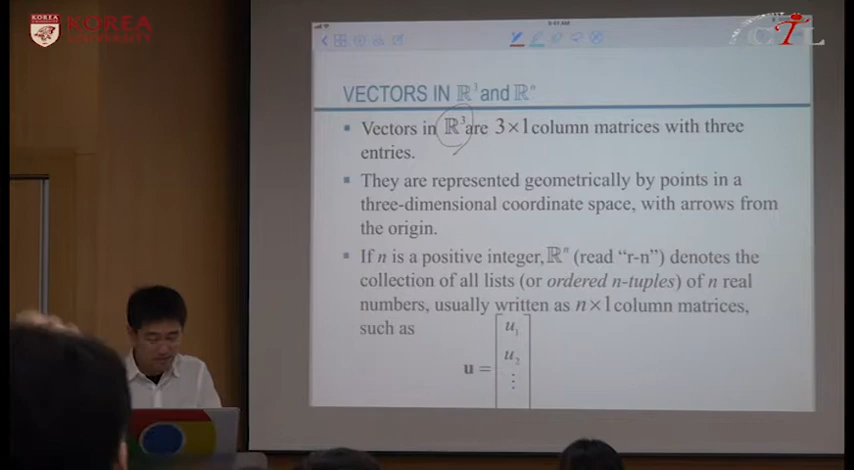 KOREA
UNIVERSITY
CTL
VECTORS IN ℝ³ and ℝⁿ
▪ Vectors in ℝ³ are 3×1 column matrices with three
entries.
▪ They are represented geometrically by points in a
three-dimensional coordinate space, with arrows from
the origin.
▪ If n is a positive integer, ℝⁿ (read “r-n”) denotes the
collection of all lists (or ordered n-tuples) of n real
numbers, usually written as n×1 column matrices,
such as
u₁
u₂
u =
⋮